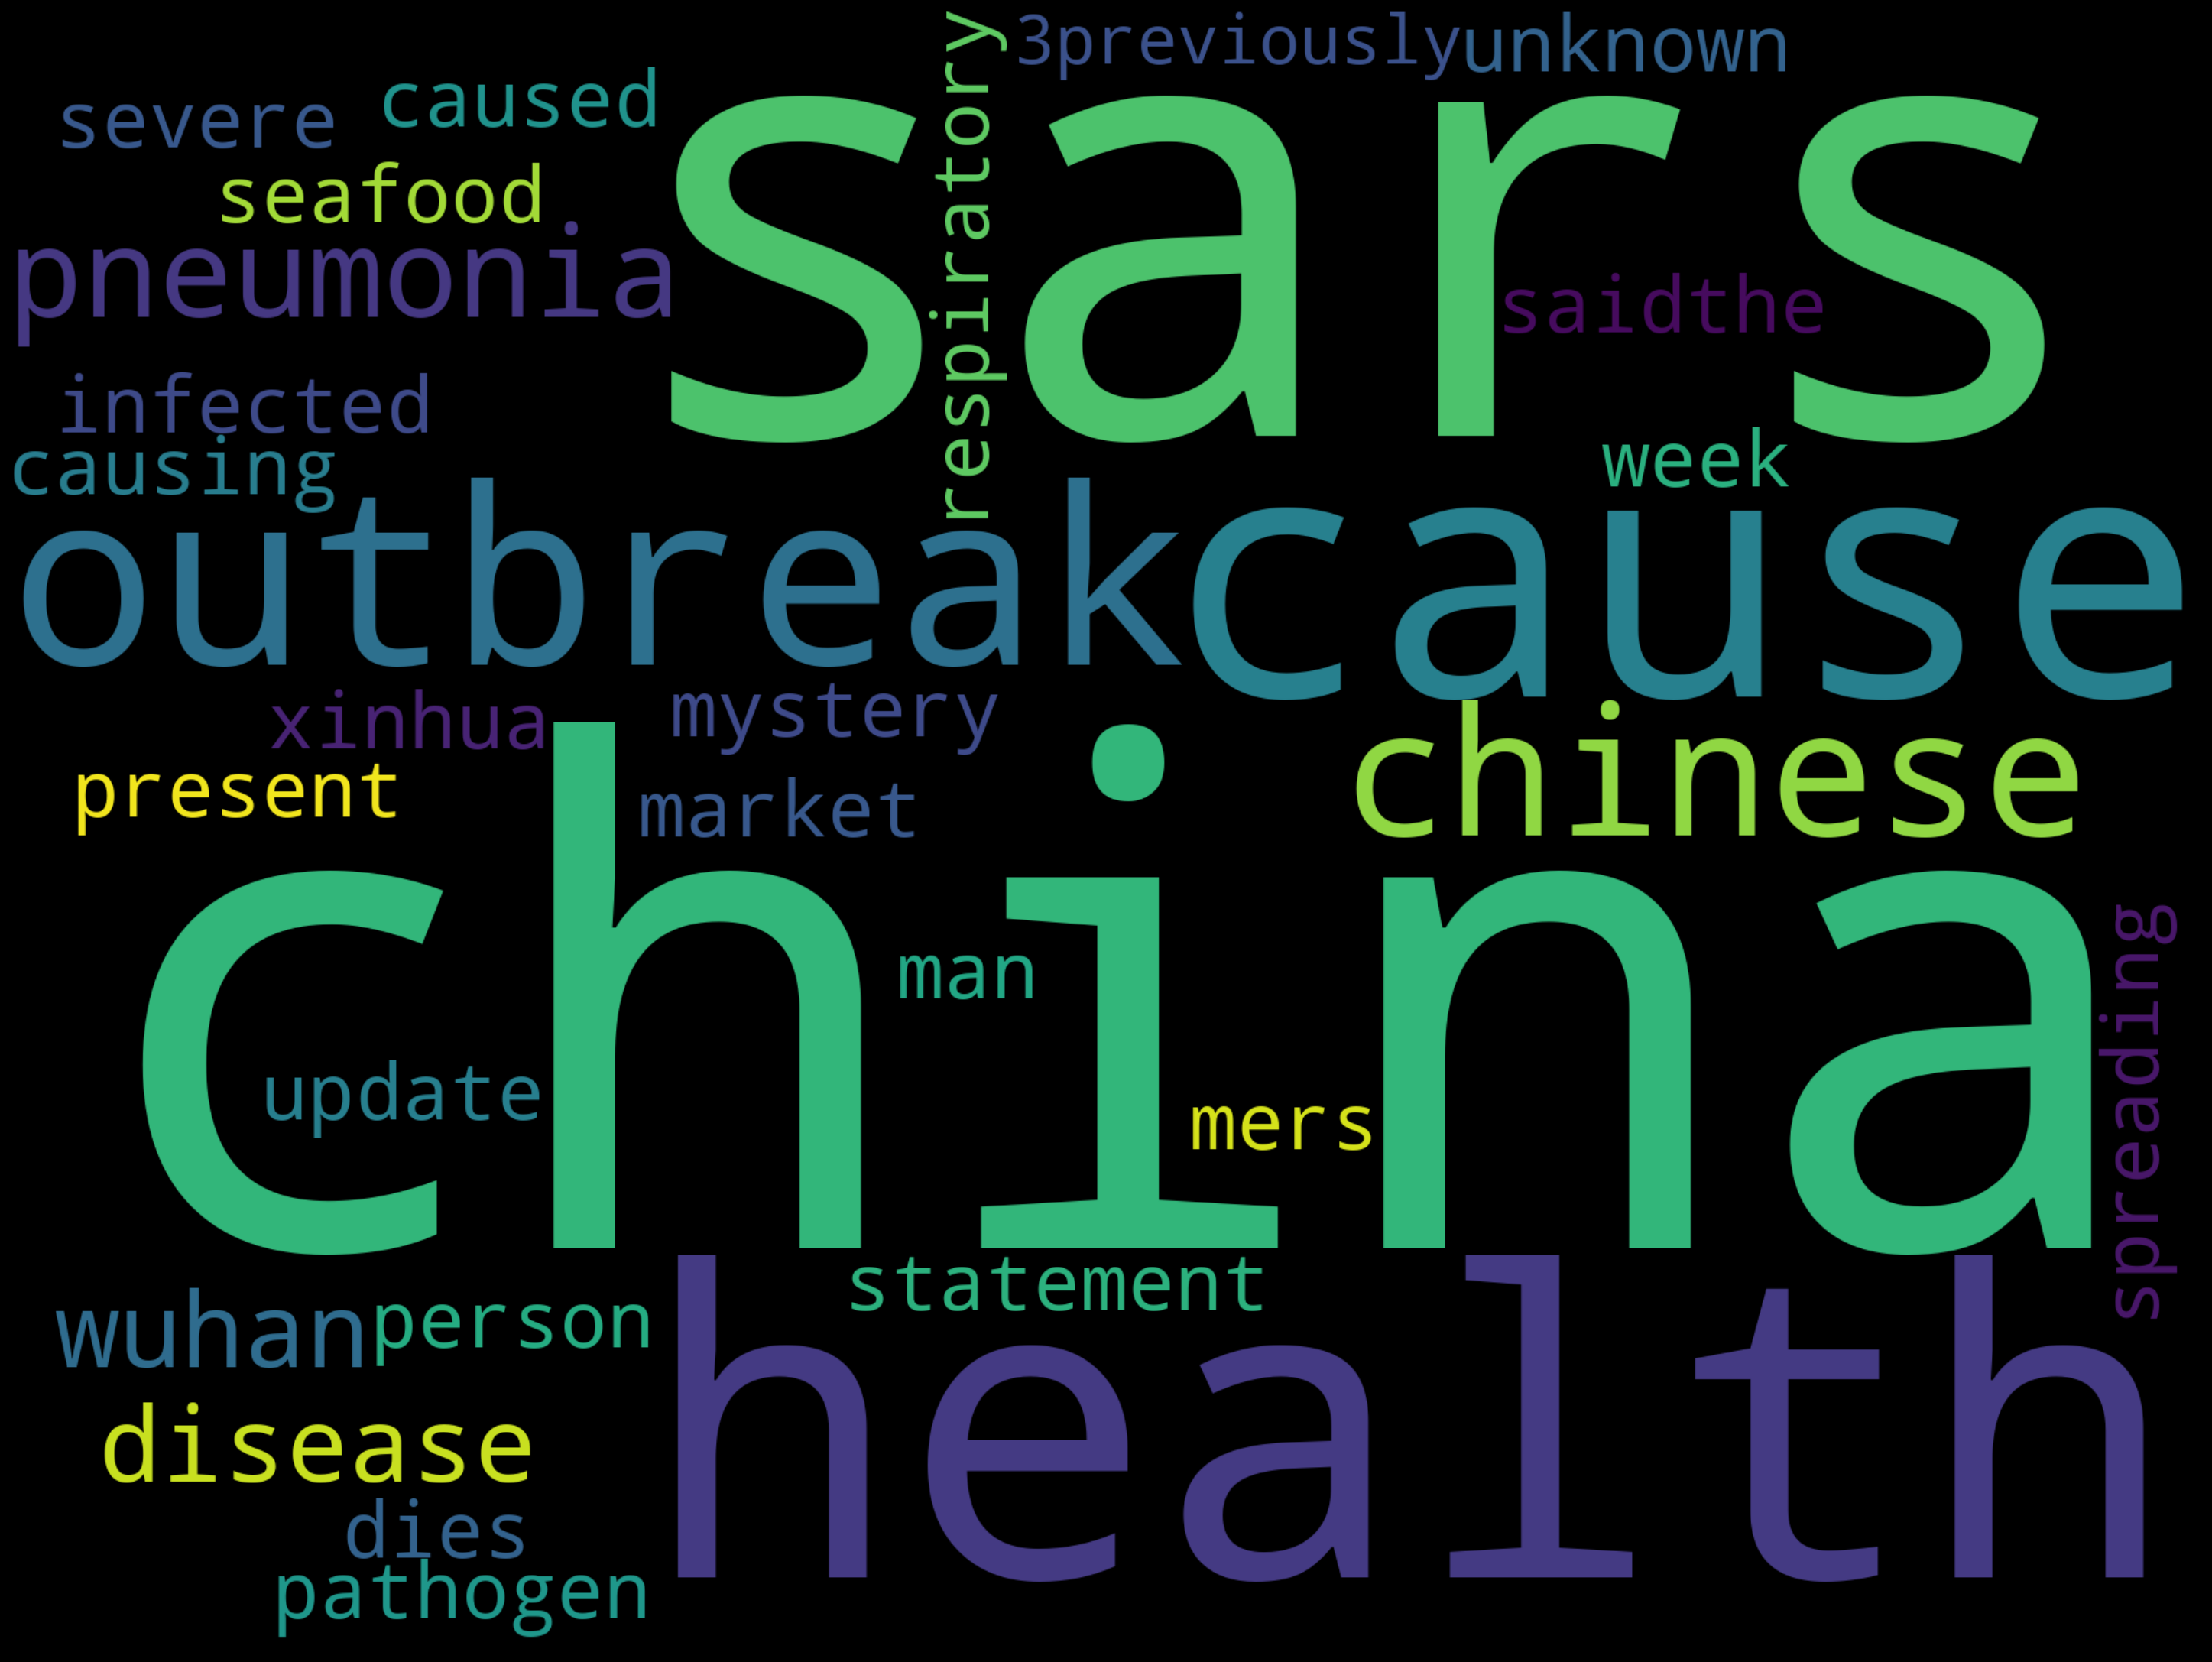 3previously unknown
respiratory
severe caused
seafood
sars
pneumonia
saidthe
infected
week
causing
outbreak cause
xinhua mystery
chinese
present
market
china
man
spreading
update
mers
statement
wuhan person
health
disease
dies
pathogen